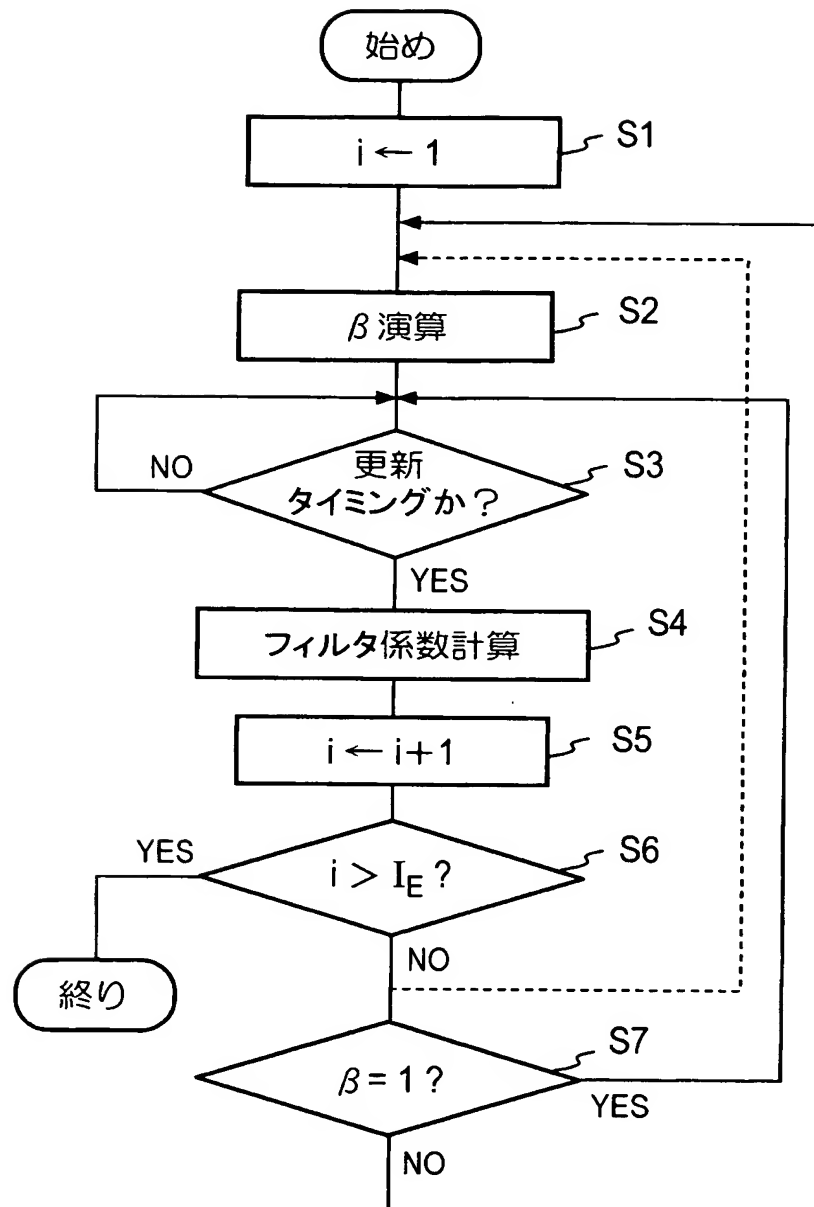 始め
i ← 1
S1
β演算
S2
NO
更新
タイミングか?
S3
YES
フィルタ係数計算
S4
i ← i+1
S5
YES
i > IE ?
S6
終り
NO
S7
β = 1 ?
YES
NO